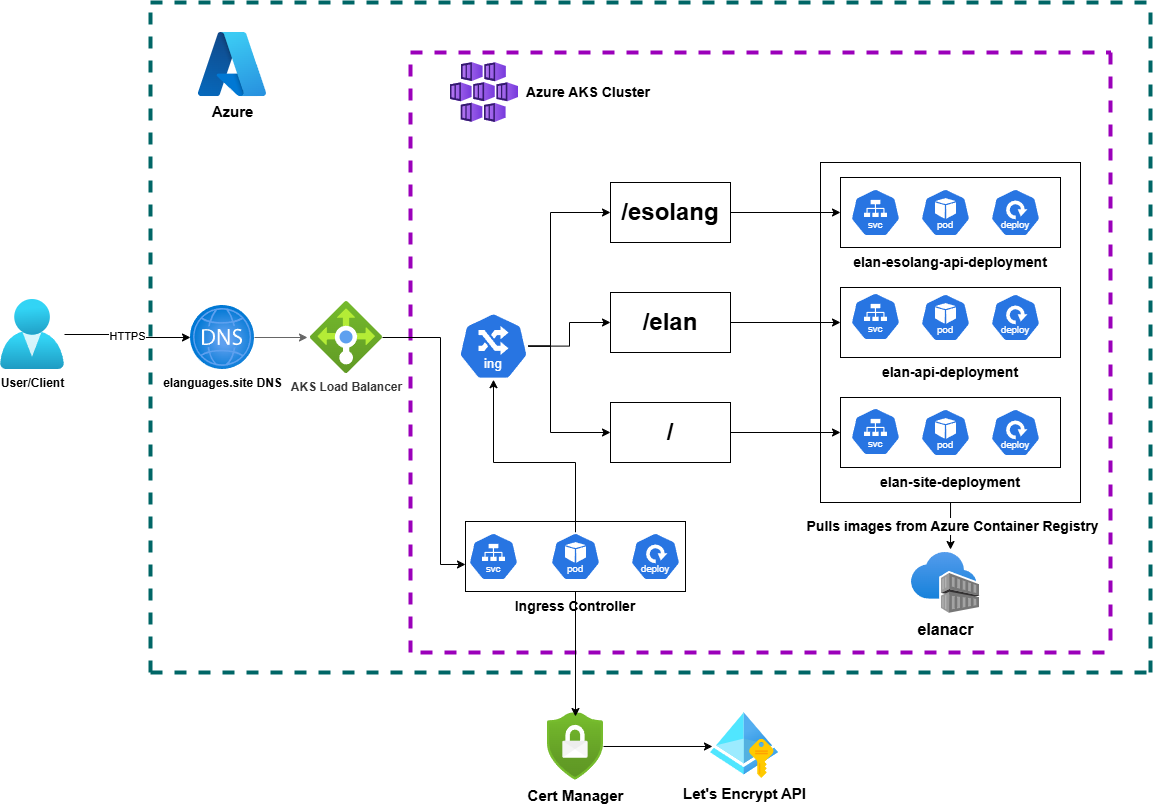 Azure
Azure AKS Cluster
/esolang
svc
pod
deploy
elan-esolang-api-deployment
User/Client
HTTPS
DNS
elanguages.site DNS
AKS Load Balancer
ing
/elan
svc
pod
deploy
elan-api-deployment
/
svc
pod
deploy
elan-site-deployment
Pulls images from Azure Container Registry
elanacr
svc
pod
deploy
Ingress Controller
Cert Manager
Let's Encrypt API